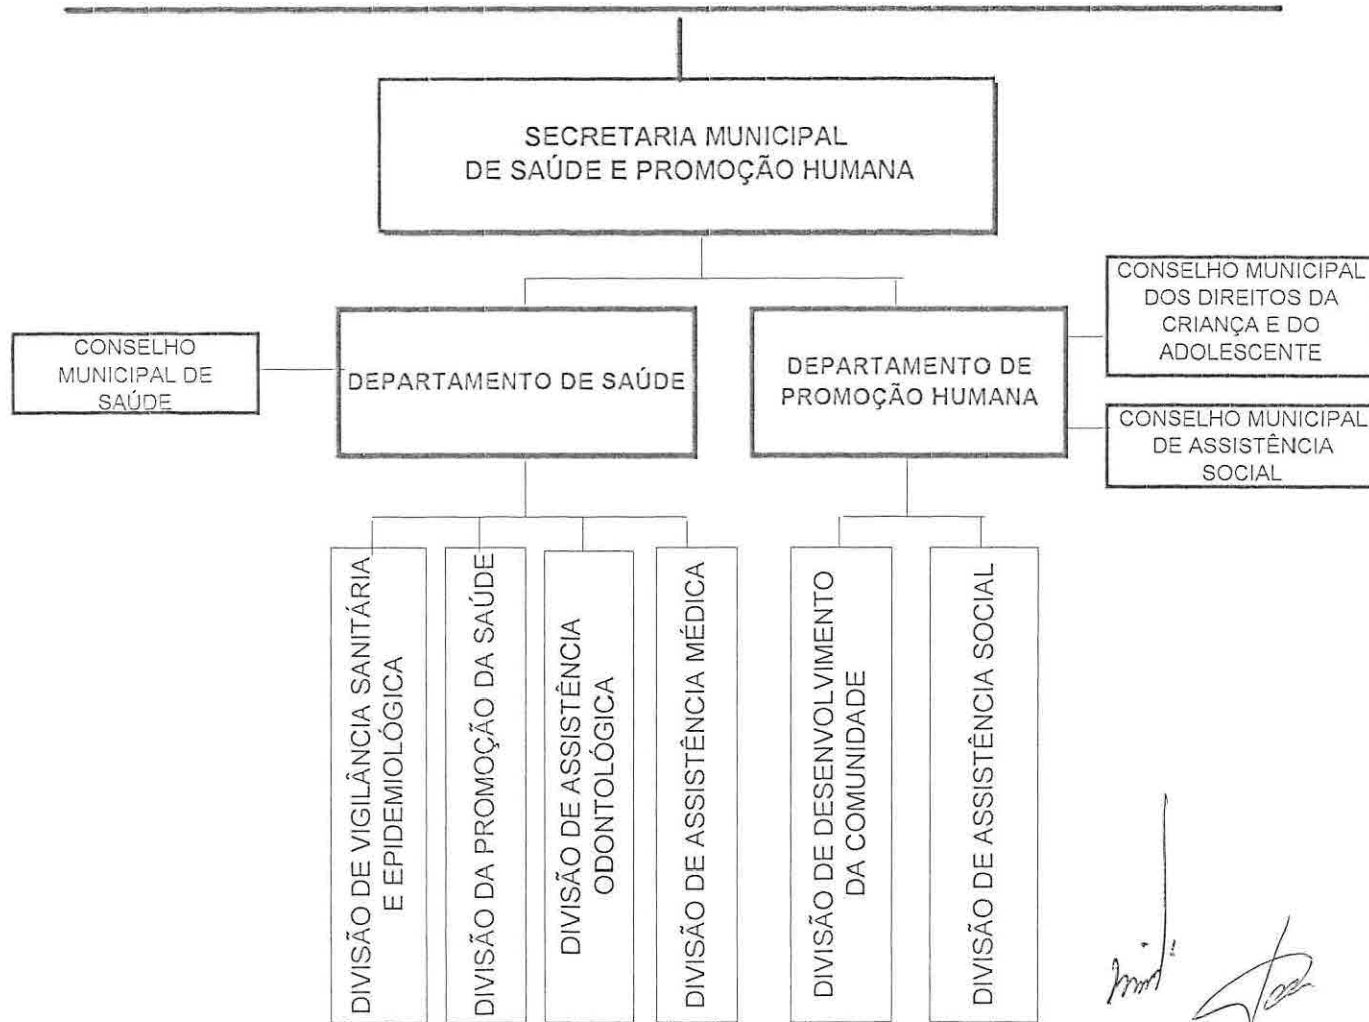 SECRETARIA MUNICIPAL
DE SAÚDE E PROMOÇÃO HUMANA
CONSELHO
MUNICIPAL DE
SAÚDE
DEPARTAMENTO DE SAÚDE
DEPARTAMENTO DE
PROMOÇÃO HUMANA
CONSELHO MUNICIPAL
DOS DIREITOS DA
CRIANÇA E DO
ADOLESCENTE
CONSELHO MUNICIPAL
DE ASSISTÊNCIA
SOCIAL
DIVISÃO DE VIGILÂNCIA SANITÁRIA
E EPIDEMIOLÓGICA
DIVISÃO DA PROMOÇÃO DA SAÚDE
DIVISÃO DE ASSISTÊNCIA
ODONTOLÓGICA
DIVISÃO DE ASSISTÊNCIA MÉDICA
DIVISÃO DE DESENVOLVIMENTO
DA COMUNIDADE
DIVISÃO DE ASSISTÊNCIA SOCIAL